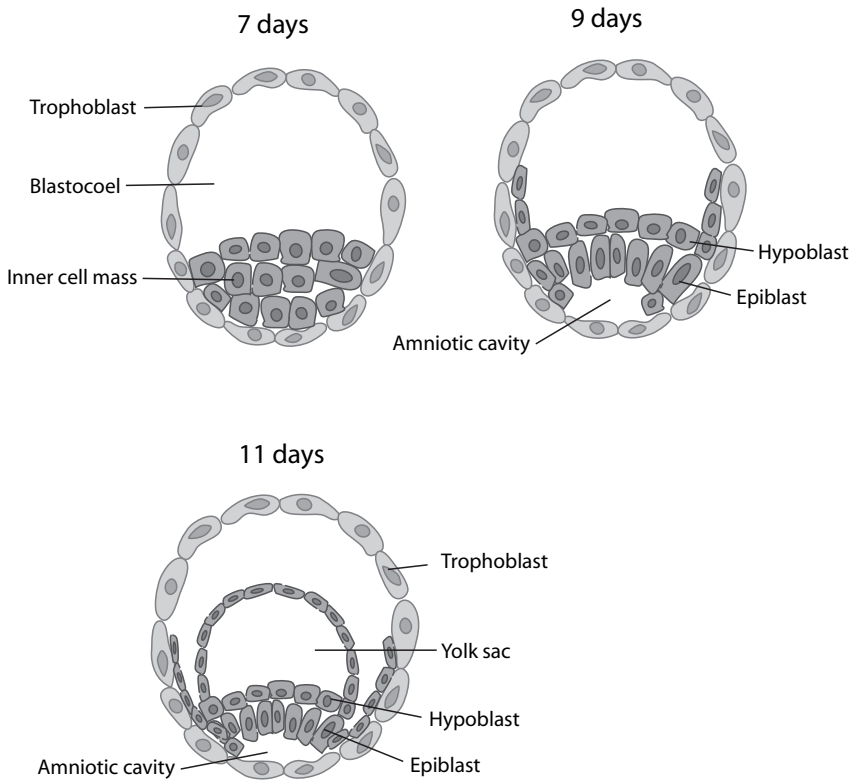 7 days
Trophoblast
Blastocoel
Inner cell mass
9 days
Hypoblast
Epiblast
Amniotic cavity
11 days
Trophoblast
Yolk sac
Hypoblast
Epiblast
Amniotic cavity